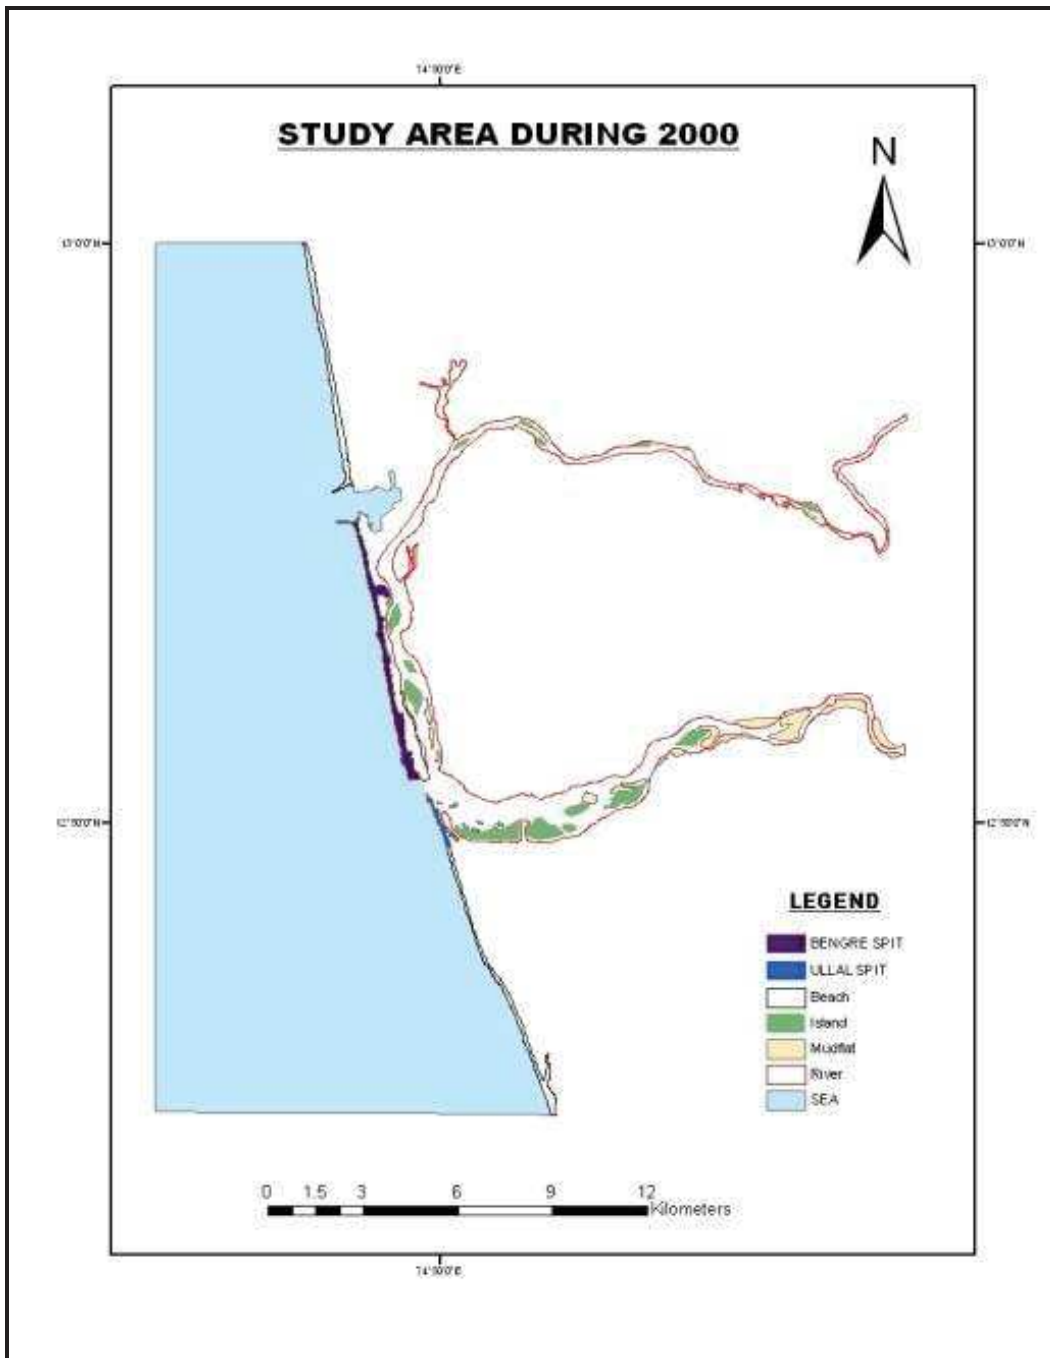 STUDY AREA DURING 2000
N
LEGEND
BENGRE SPIT
ULLAL SPIT
Beach
Island
Mudflat
River
SEA
0 1.5 3 6 9 12
Kilometers